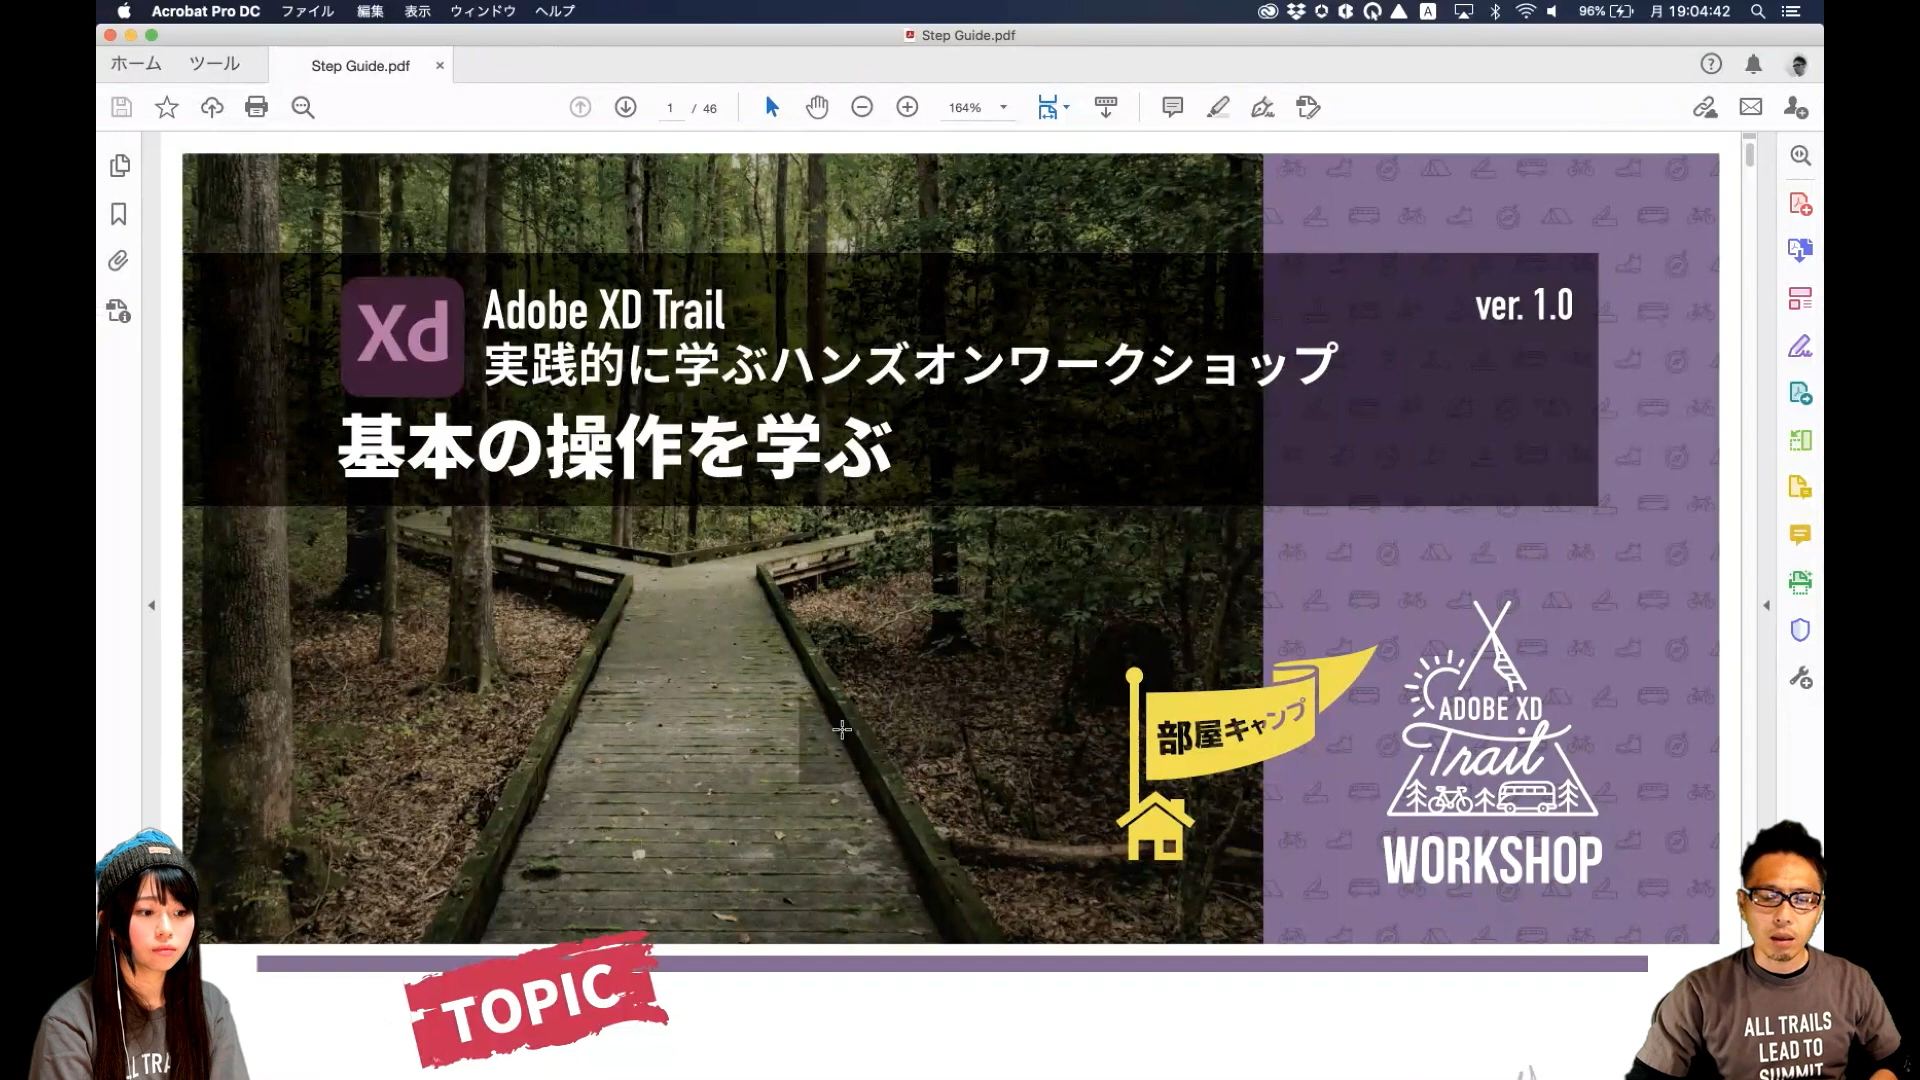 Acrobat Pro DC ファイル 編集 表示 ウィンドウ ヘルプ
A 96% 月 19:04:42
Step Guide.pdf
ホーム ツール Step Guide.pdf ×
1 / 46 164%
Xd
Adobe XD Trail
ver. 1.0
実践的に学ぶハンズオンワークショップ
基本の操作を学ぶ
部屋キャンプ
ADOBE XD
Trail
WORKSHOP
TOPIC
ALL TRAILS
LEAD TO
SUMMIT
LL TRA